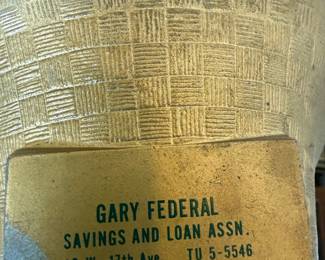 GARY FEDERAL
SAVINGS AND LOAN ASSN.
W. 17th Ave. TU 5-5546